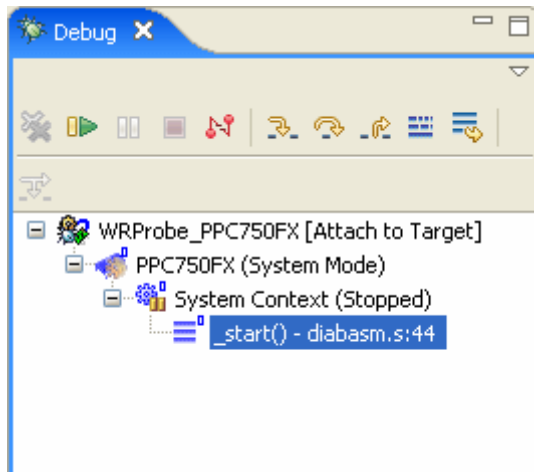 Debug
WRProbe_PPC750FX [Attach to Target]
PPC750FX (System Mode)
System Context (Stopped)
_start() - diabasm.s:44